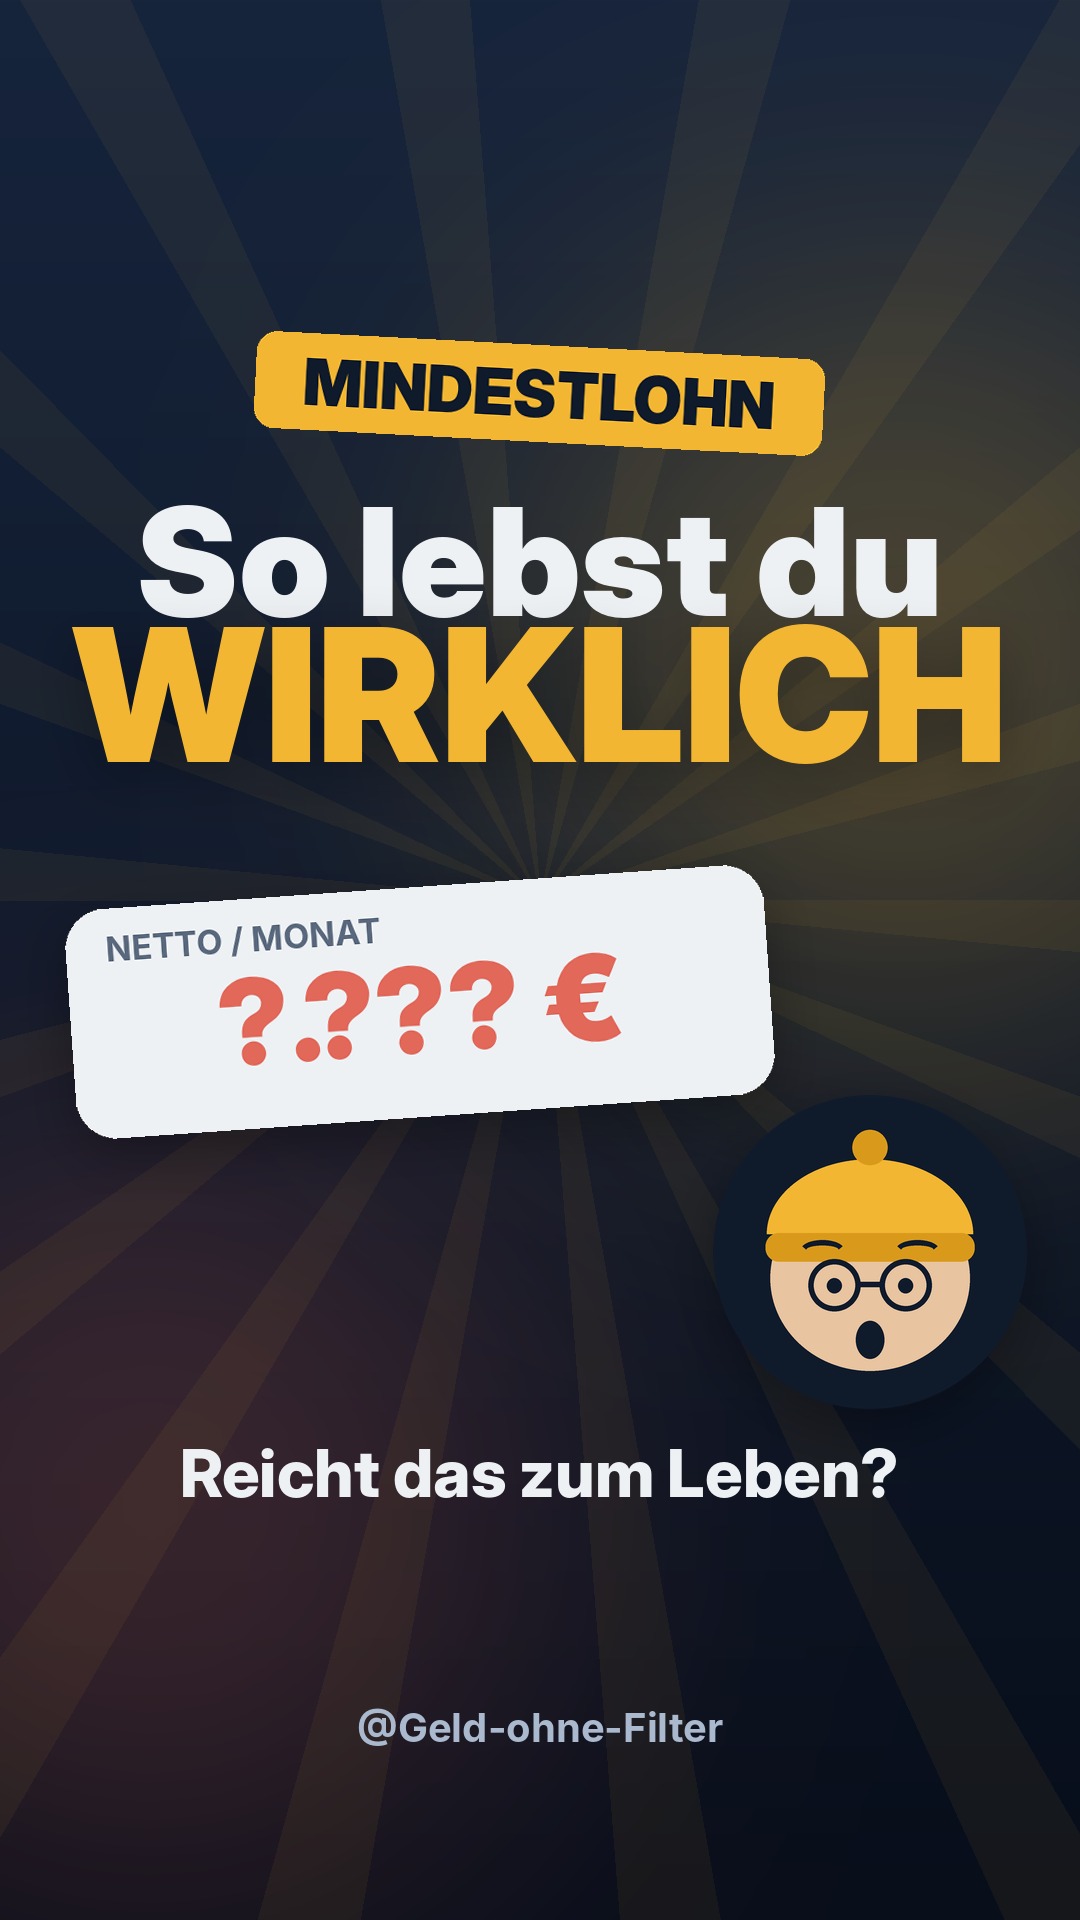 MINDESTLOHN
So lebst du
WIRKLICH
NETTO / MONAT
?.??? €
Reicht das zum Leben?
@Geld-ohne-Filter